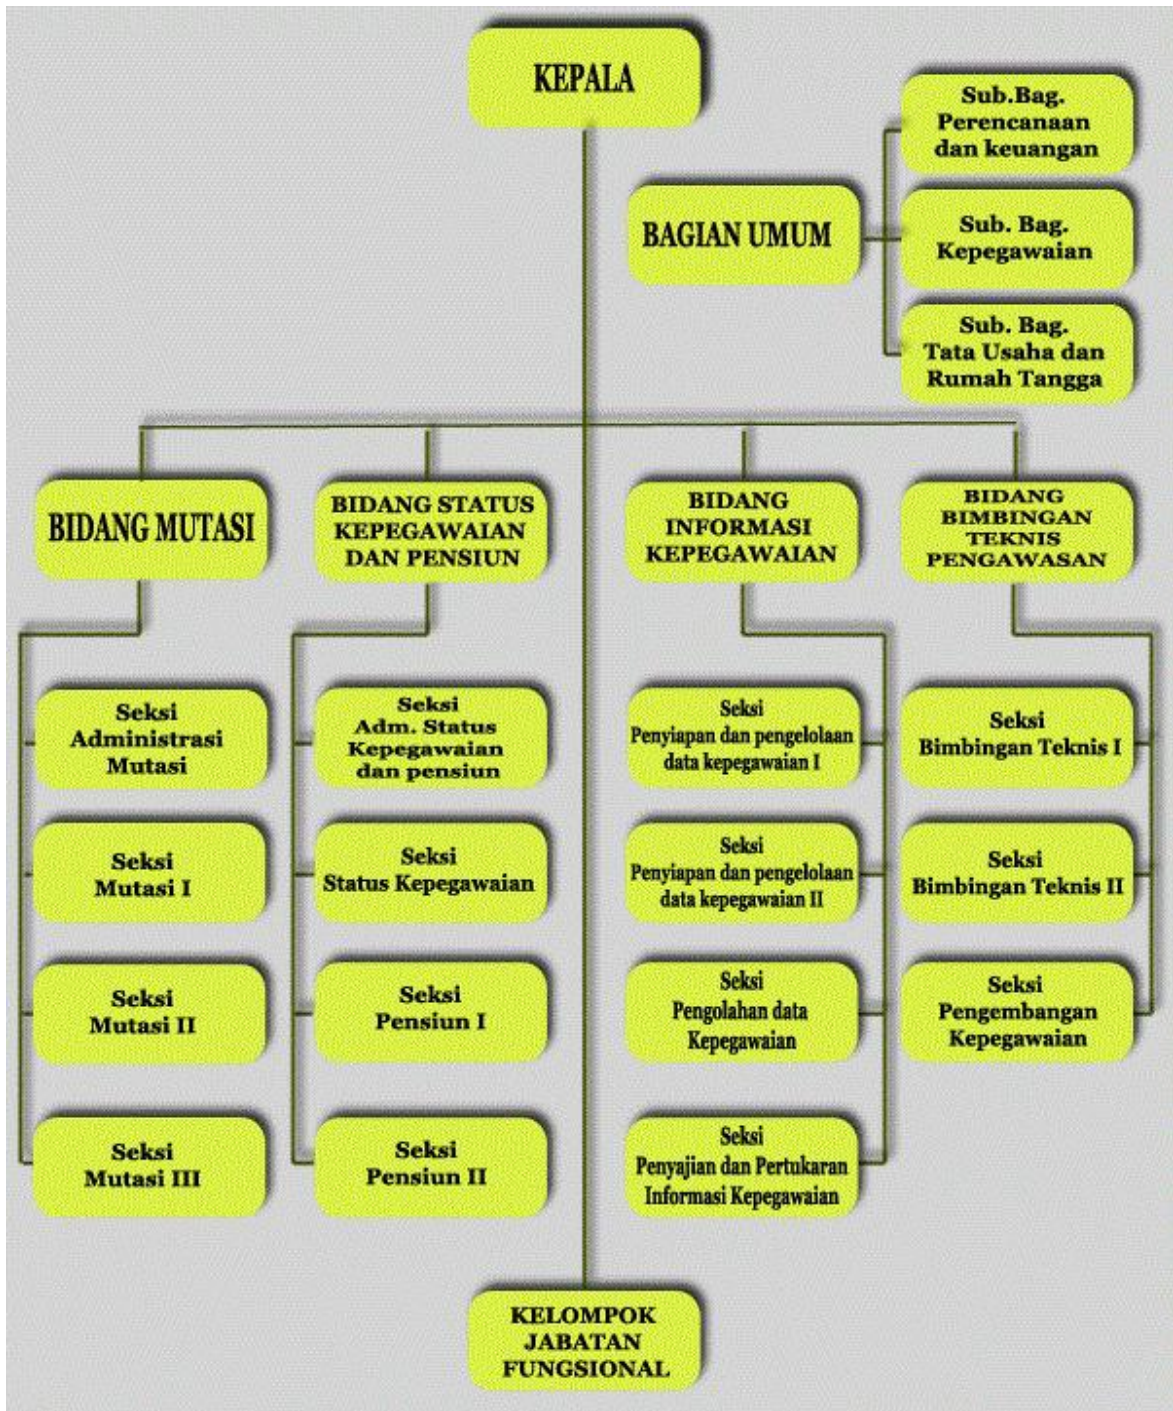 KEPALA
Sub.Bag.
Perencanaan
dan keuangan
BAGIAN UMUM
Sub. Bag.
Kepegawaian
Sub. Bag.
Tata Usaha dan
Rumah Tangga
BIDANG MUTASI
BIDANG STATUS
KEPEGAWAIAN
DAN PENSIUN
BIDANG
INFORMASI
KEPEGAWAIAN
BIDANG
BIMBINGAN
TEKNIS
PENGAWASAN
Seksi
Administrasi
Mutasi
Seksi
Mutasi I
Seksi
Mutasi II
Seksi
Mutasi III
Seksi
Adm. Status
Kepegawaian
dan pensiun
Seksi
Status Kepegawaian
Seksi
Pensiun I
Seksi
Pensiun II
Seksi
Penyiapan dan pengelolaan
data kepegawaian I
Seksi
Penyiapan dan pengelolaan
data kepegawaian II
Seksi
Pengolahan data
Kepegawaian
Seksi
Penyajian dan Pertukaran
Informasi Kepegawaian
Seksi
Bimbingan Teknis I
Seksi
Bimbingan Teknis II
Seksi
Pengembangan
Kepegawaian
KELOMPOK
JABATAN
FUNGSIONAL